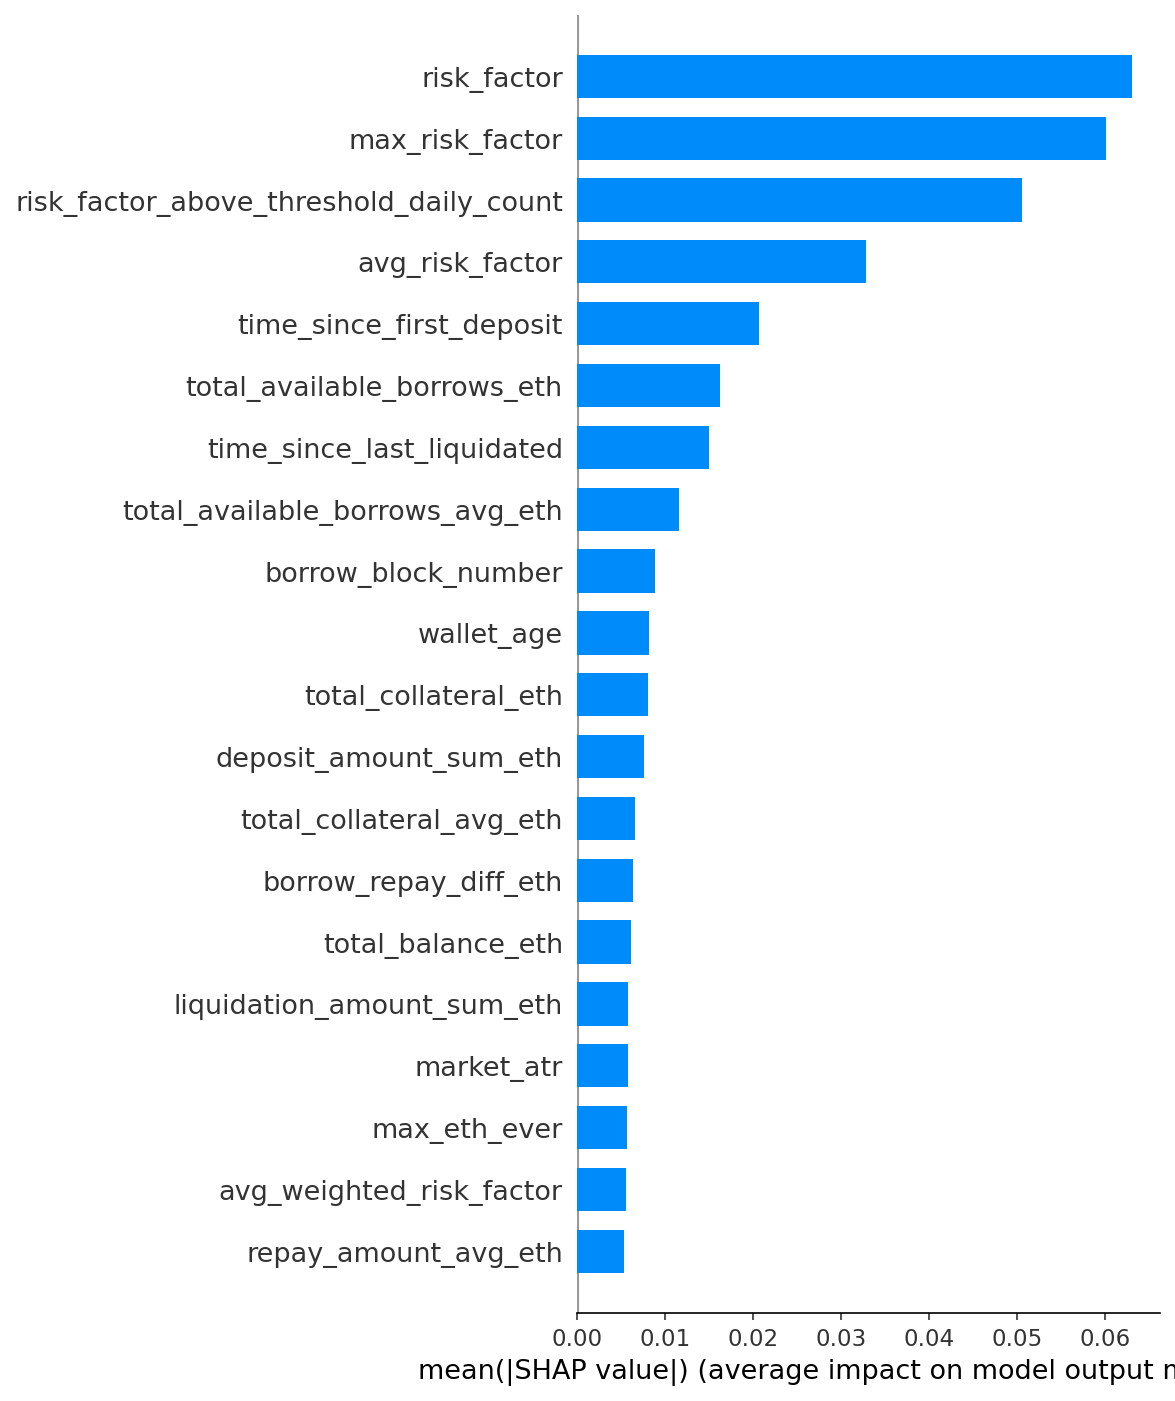 risk_factor
max_risk_factor
risk_factor_above_threshold_daily_count
avg_risk_factor
time_since_first_deposit
total_available_borrows_eth
time_since_last_liquidated
total_available_borrows_avg_eth
borrow_block_number
wallet_age
total_collateral_eth
deposit_amount_sum_eth
total_collateral_avg_eth
borrow_repay_diff_eth
total_balance_eth
liquidation_amount_sum_eth
market_atr
max_eth_ever
avg_weighted_risk_factor
repay_amount_avg_eth
0.00 0.01 0.02 0.03 0.04 0.05 0.06
mean(|SHAP value|) (average impact on model output